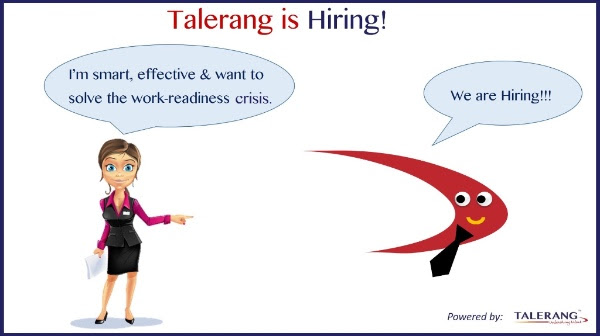 Talerang is Hiring!
I'm smart, effective & want to
solve the work-readiness crisis.
We are Hiring!!!
Powered by: TALERANG